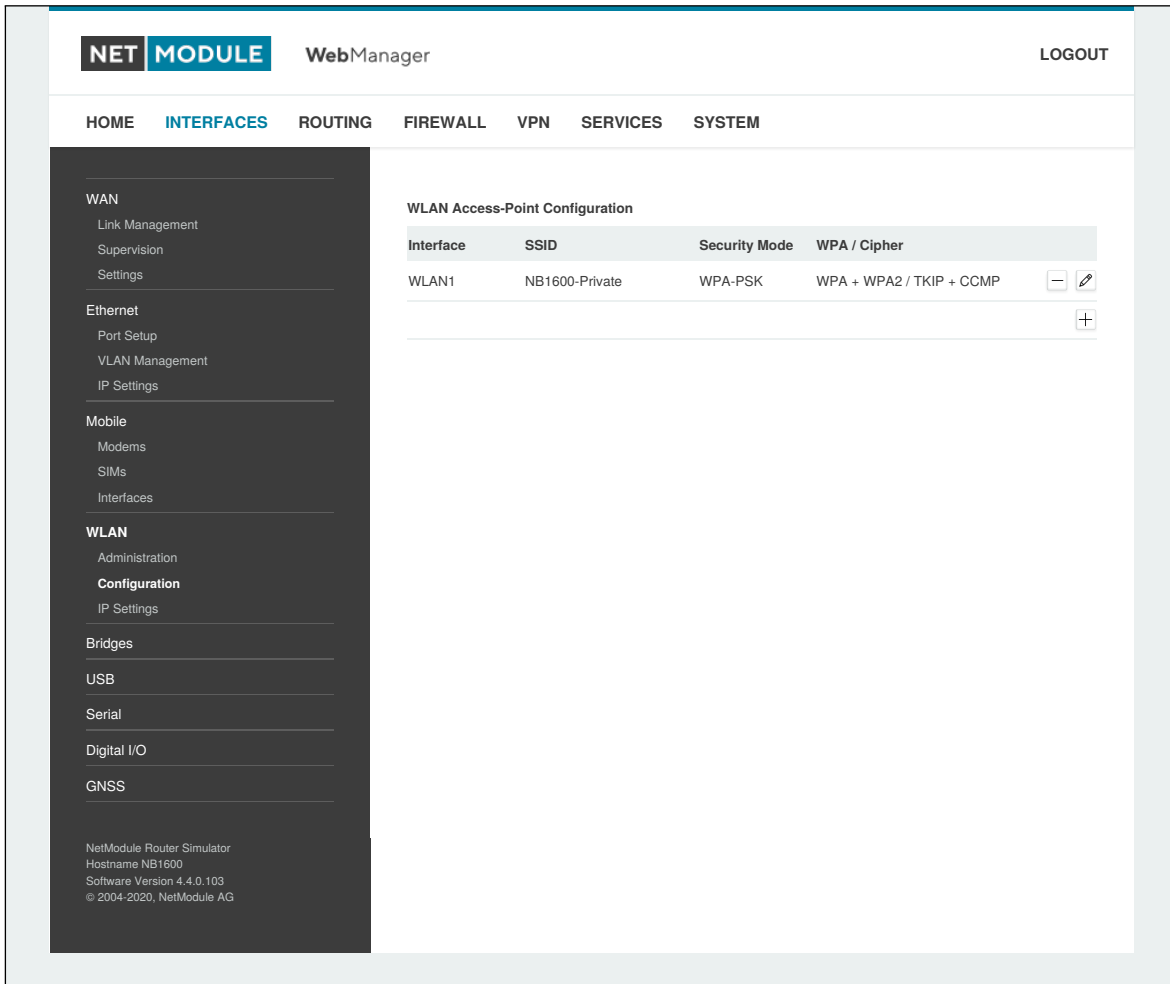 NET MODULE WebManager LOGOUT
HOME INTERFACES ROUTING FIREWALL VPN SERVICES SYSTEM
WAN
Link Management
Supervision
Settings
Ethernet
Port Setup
VLAN Management
IP Settings
Mobile
Modems
SIMs
Interfaces
WLAN
Administration
Configuration
IP Settings
Bridges
USB
Serial
Digital I/O
GNSS
NetModule Router Simulator
Hostname NB1600
Software Version 4.4.0.103
© 2004-2020, NetModule AG
WLAN Access-Point Configuration
Interface SSID Security Mode WPA / Cipher
WLAN1 NB1600-Private WPA-PSK WPA + WPA2 / TKIP + CCMP